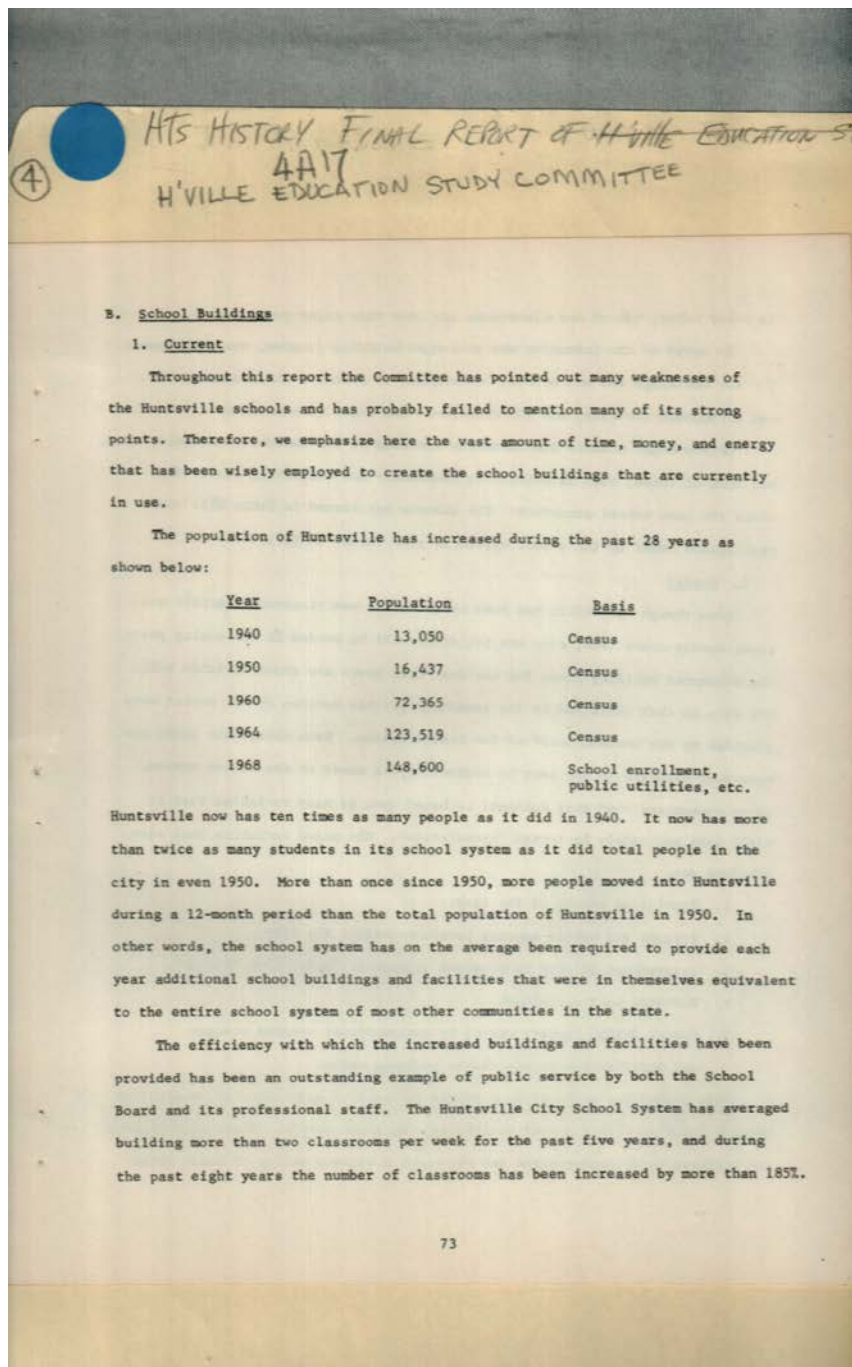 HTS HISTORY FINAL REPORT OF H'VILLE EDUCATION S
④
4A17
H'VILLE EDUCATION STUDY COMMITTEE
B. School Buildings
1. Current
Throughout this report the Committee has pointed out many weaknesses of
the Huntsville schools and has probably failed to mention many of its strong
points. Therefore, we emphasize here the vast amount of time, money, and energy
that has been wisely employed to create the school buildings that are currently
in use.
The population of Huntsville has increased during the past 28 years as
shown below:
Year Population Basis
1940 13,050 Census
1950 16,437 Census
1960 72,365 Census
1964 123,519 Census
1968 148,600 School enrollment,
public utilities, etc.
Huntsville now has ten times as many people as it did in 1940. It now has more
than twice as many students in its school system as it did total people in the
city in even 1950. More than once since 1950, more people moved into Huntsville
during a 12-month period than the total population of Huntsville in 1950. In
other words, the school system has on the average been required to provide each
year additional school buildings and facilities that were in themselves equivalent
to the entire school system of most other communities in the state.
The efficiency with which the increased buildings and facilities have been
provided has been an outstanding example of public service by both the School
Board and its professional staff. The Huntsville City School System has averaged
building more than two classrooms per week for the past five years, and during
the past eight years the number of classrooms has been increased by more than 185%.
73